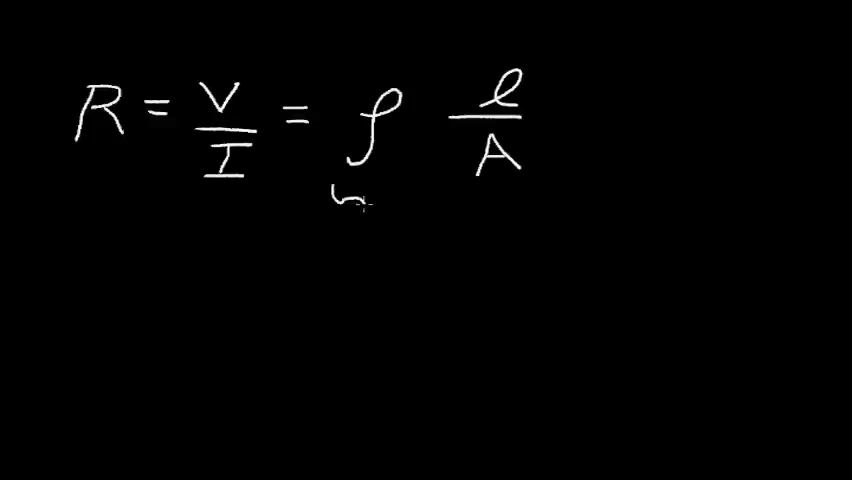 R = V/I = ρ l/A